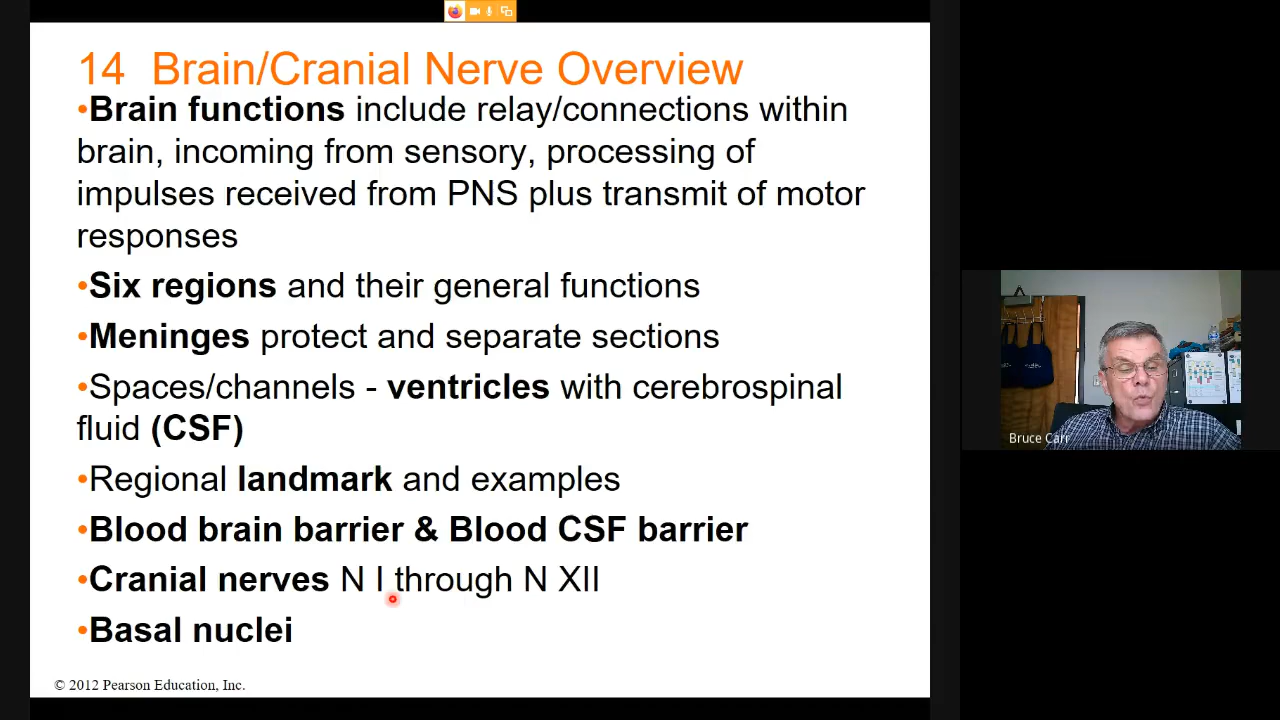 14 Brain/Cranial Nerve Overview
•Brain functions include relay/connections within
brain, incoming from sensory, processing of
impulses received from PNS plus transmit of motor
responses
•Six regions and their general functions
•Meninges protect and separate sections
•Spaces/channels - ventricles with cerebrospinal
fluid (CSF)
•Regional landmark and examples
•Blood brain barrier & Blood CSF barrier
•Cranial nerves N I through N XII
•Basal nuclei
© 2012 Pearson Education, Inc.
Bruce Carr